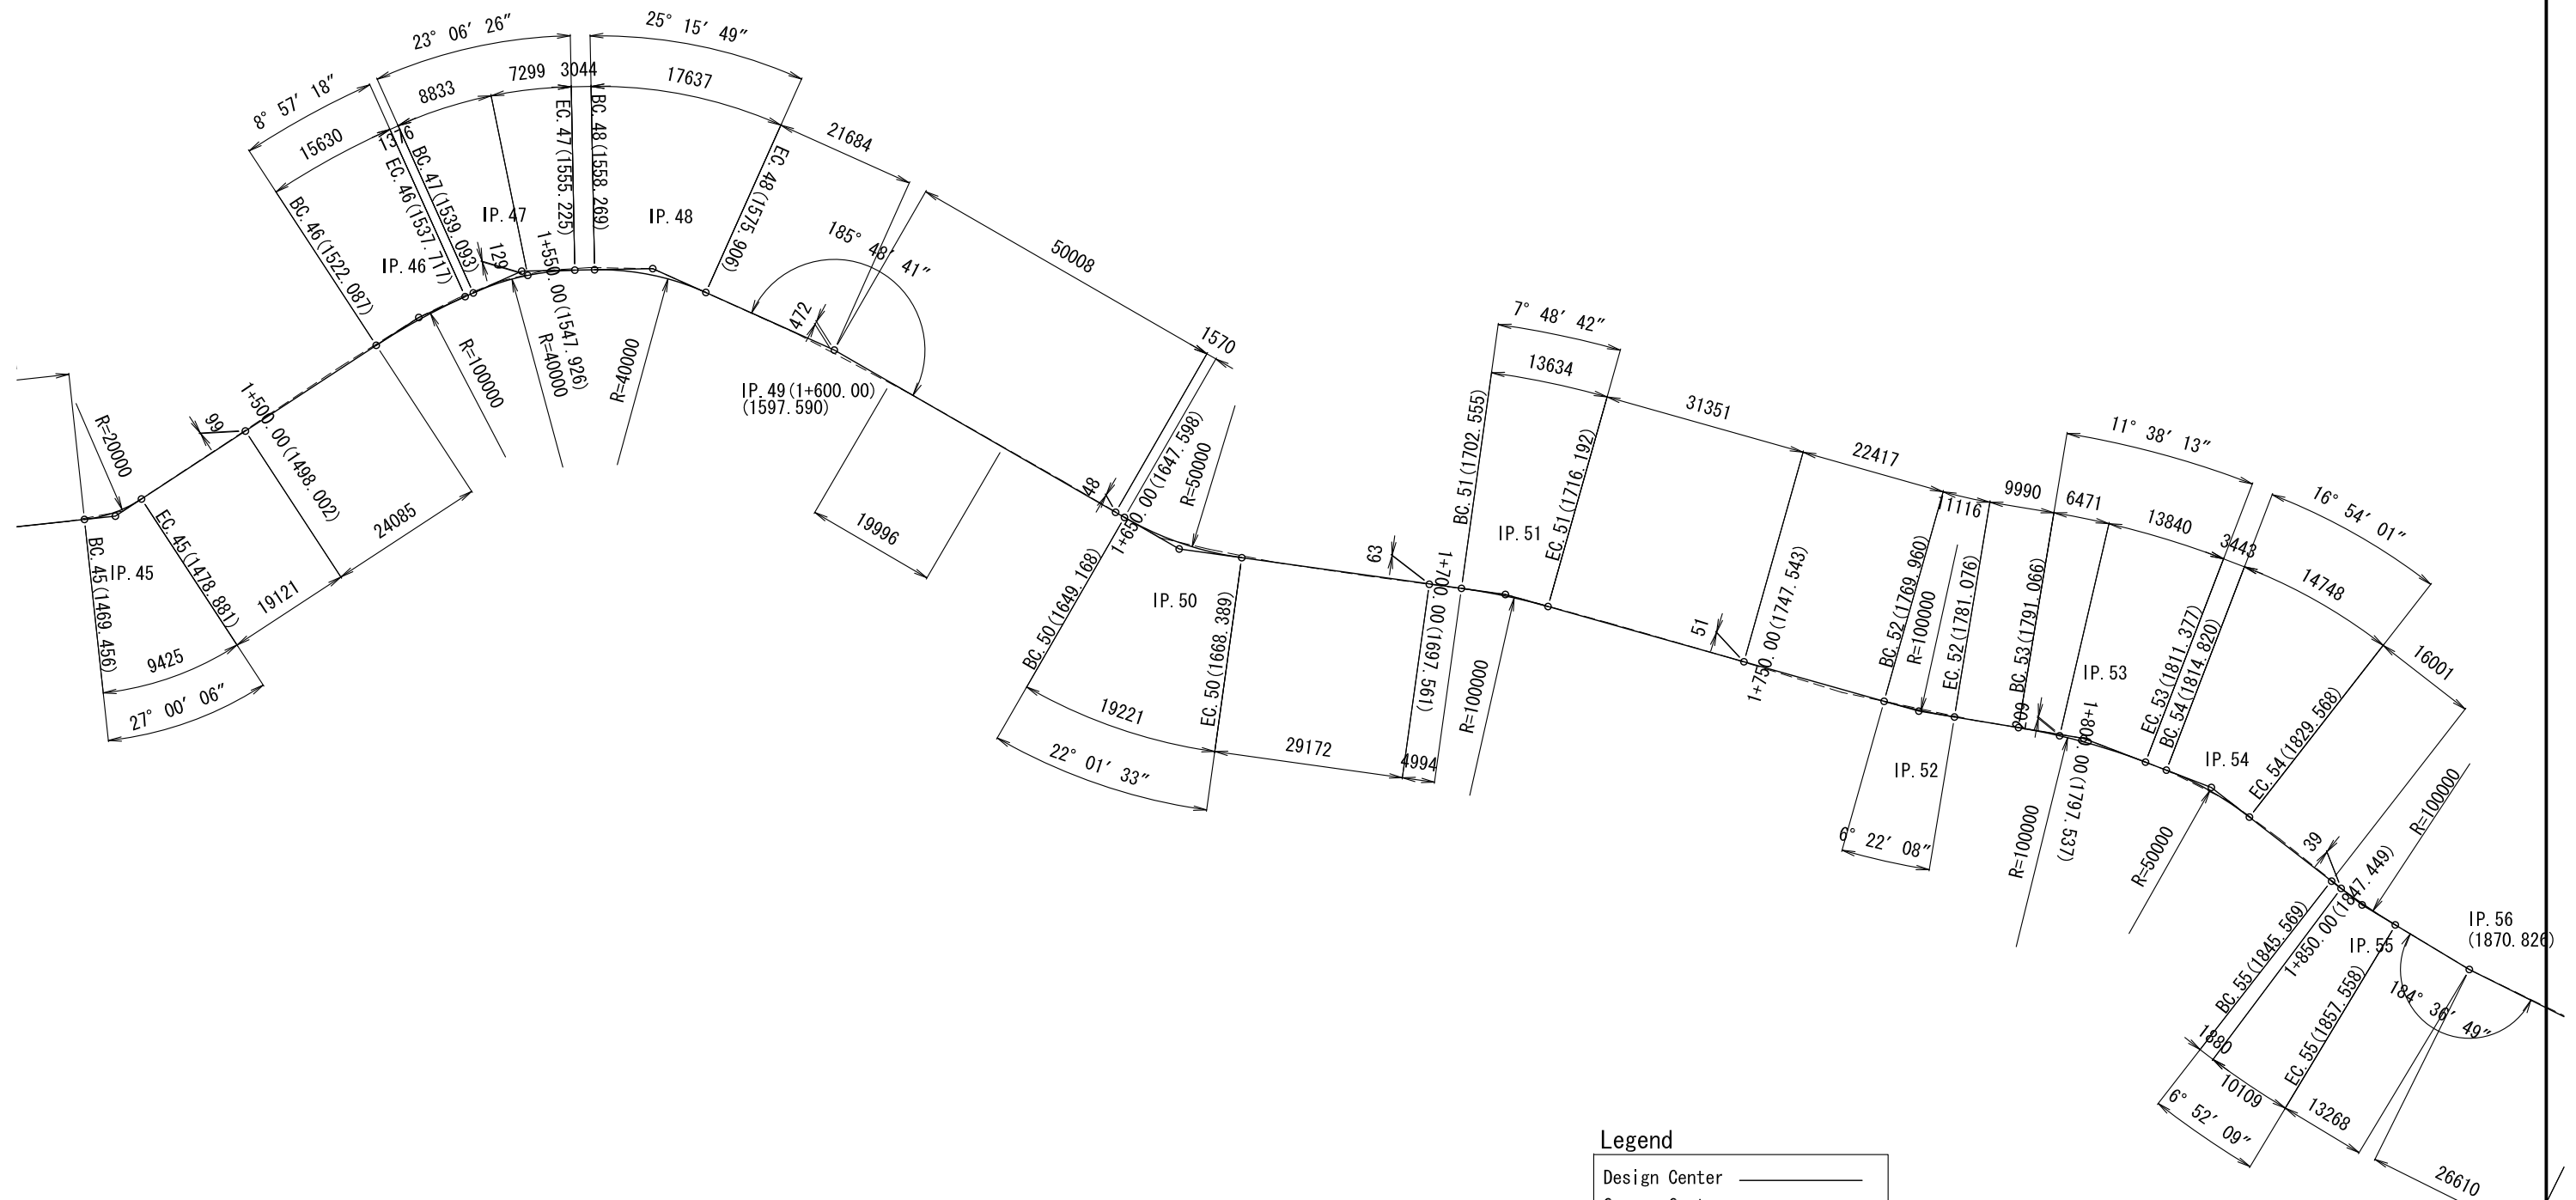 23° 06′ 26″
25° 15′ 49″
8° 57′ 18″
8833
7299
3044
17637
15630
1376
21684
BC. 46(1522. 087)
EC. 46(1537. 717)
BC. 47(1539. 093)
EC. 47(1555. 225)
BC. 48(1558. 269)
EC. 48(1575. 906)
IP. 46
IP. 47
IP. 48
129
1+550. 00(1547. 926)
R=100000
R=40000
R=40000
185° 48′ 41″
472
50008
1570
IP. 49(1+600. 00)
(1597. 590)
19996
R=20000
99
1+500. 00(1498. 002)
24085
19121
BC. 45(1469. 456)
IP. 45
EC. 45(1478. 881)
9425
27° 00′ 06″
48
1+650. 00(1647. 598)
R=50000
BC. 50(1649. 168)
IP. 50
EC. 50(1668. 389)
19221
22° 01′ 33″
29172
4994
63
1+700. 00(1697. 561)
7° 48′ 42″
13634
BC. 51(1702. 555)
IP. 51
EC. 51(1716. 192)
R=100000
31351
51
1+750. 00(1747. 543)
22417
11116
9990
6471
11° 38′ 13″
13840
3443
16° 54′ 01″
14748
16001
BC. 52(1769. 960)
R=100000
EC. 52(1781. 076)
IP. 52
6° 22′ 08″
BC. 53(1791. 066)
209
IP. 53
1+800. 00(1797. 537)
R=100000
EC. 53(1811. 377)
BC. 54(1814. 820)
IP. 54
R=50000
EC. 54(1829. 568)
39
R=100000
BC. 55(1845. 569)
1+850. 00(1847. 449)
IP. 55
EC. 55(1857. 558)
1880
10109
6° 52′ 09″
13268
IP. 56
(1870. 826)
184° 36′ 49″
26610
Legend
Design Center